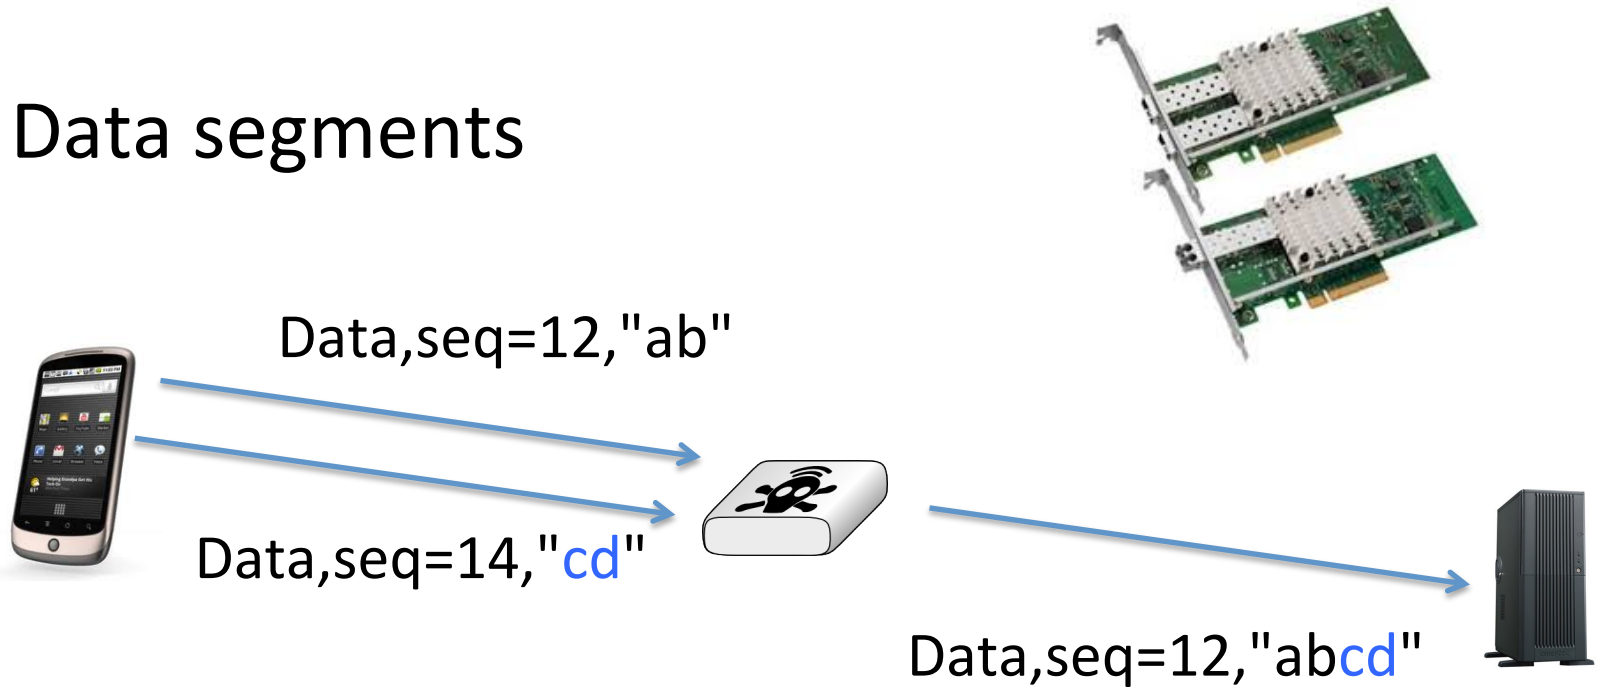 Data segments
Data,seq=12,"ab"
Data,seq=14,"cd"
Data,seq=12,"abcd"